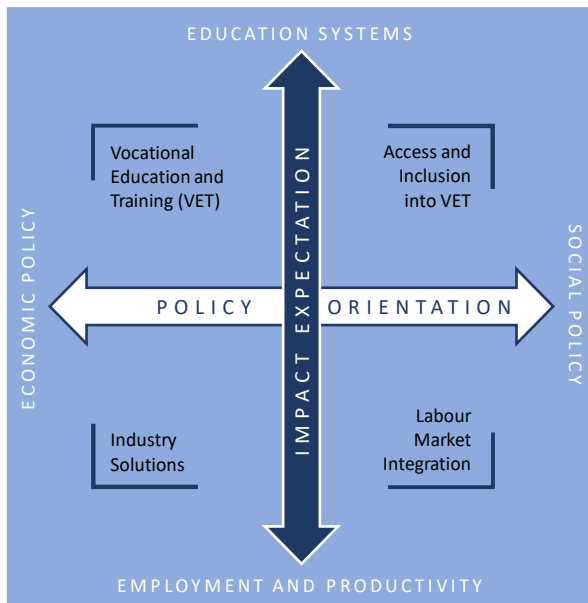 EDUCATION SYSTEMS
Vocational
Education and
Training (VET)
Access and
Inclusion
into VET
ECONOMIC POLICY
POLICY ORIENTATION
IMPACT EXPECTATION
SOCIAL POLICY
Industry
Solutions
Labour
Market
Integration
EMPLOYMENT AND PRODUCTIVITY